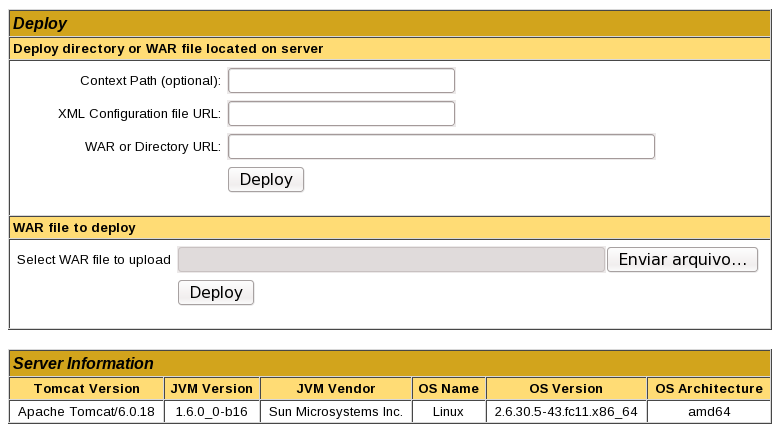 Deploy
Deploy directory or WAR file located on server
Context Path (optional):
XML Configuration file URL:
WAR or Directory URL:
Deploy
WAR file to deploy
Select WAR file to upload Enviar arquivo...
Deploy
Server Information
Tomcat Version JVM Version JVM Vendor OS Name OS Version OS Architecture
Apache Tomcat/6.0.18 1.6.0_0-b16 Sun Microsystems Inc. Linux 2.6.30.5-43.fc11.x86_64 amd64